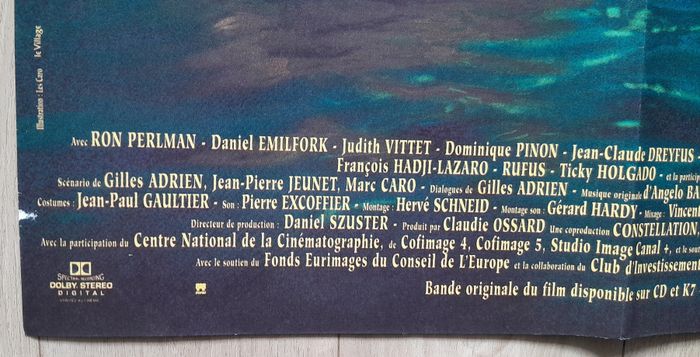 Illustration : Les Caro le Village
Avec RON PERLMAN - Daniel EMILFORK - Judith VITTET - Dominique PINON - Jean-Claude DREYFUS -
François HADJI-LAZARO - RUFUS - Ticky HOLGADO - et la particip
Scénario de Gilles ADRIEN, Jean-Pierre JEUNET, Marc CARO - Dialogues de Gilles ADRIEN - Musique originale d'Angelo BA
Costumes : Jean-Paul GAULTIER - Son : Pierre EXCOFFIER - Montage : Hervé SCHNEID - Montage son : Gérard HARDY - Mixage : Vincen
Directeur de production : Daniel SZUSTER - Produit par Claudie OSSARD Une coproduction CONSTELLATION,
Avec la participation du Centre National de la Cinématographie, de Cofimage 4, Cofimage 5, Studio Image Canal +, et le sout
Avec le soutien du Fonds Eurimages du Conseil de L'Europe et la collaboration du Club d'Investissement
Bande originale du film disponible sur CD et K7
SPECTRAL RECORDING
DOLBY STEREO
DIGITAL